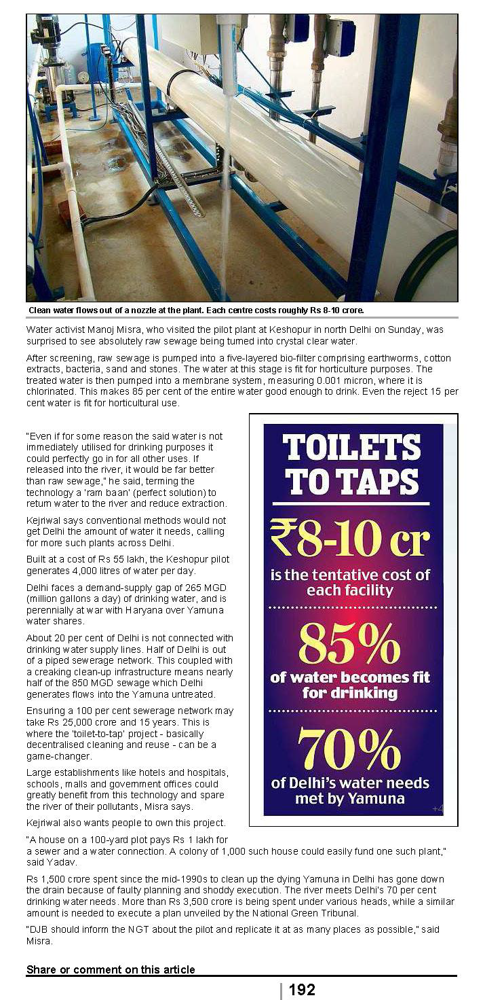 Clean water flows out of a nozzle at the plant. Each centre costs roughly Rs 8-10 crore.
Water activist Manoj Misra, who visited the pilot plant at Keshopur in north Delhi on Sunday, was
surprised to see absolutely raw sewage being turned into crystal clear water.
After screening, raw sewage is pumped into a five-layered bio-filter comprising earthworms, cotton
extracts, bacteria, sand and stones. The water at this stage is fit for horticulture purposes. The
treated water is then pumped into a membrane system, measuring 0.001 micron, where it is
chlorinated. This makes 85 per cent of the entire water good enough to drink. Even the reject 15 per
cent water is fit for horticultural use.
"Even if for some reason the said water is not
immediately utilised for drinking purposes it
could perfectly go in for all other uses. If
released into the river, it would be far better
than raw sewage," he said, terming the
technology a 'ram baan' (perfect solution) to
return water to the river and reduce extraction.
Kejriwal says conventional methods would not
get Delhi the amount of water it needs, calling
for more such plants across Delhi.
Built at a cost of Rs 55 lakh, the Keshopur pilot
generates 4,000 litres of water per day.
Delhi faces a demand-supply gap of 265 MGD
(million gallons a day) of drinking water, and is
perennially at war with Haryana over Yamuna
water shares.
About 20 per cent of Delhi is not connected with
drinking water supply lines. Half of Delhi is out
of a piped sewerage network. This coupled with
a creaking clean-up infrastructure means nearly
half of the 850 MGD sewage which Delhi
generates flows into the Yamuna untreated.
Ensuring a 100 per cent sewerage network may
take Rs 25,000 crore and 15 years. This is
where the 'toilet-to-tap' project - basically
decentralised cleaning and reuse - can be a
game-changer.
Large establishments like hotels and hospitals,
schools, malls and government offices could
greatly benefit from this technology and spare
the river of their pollutants, Misra says.
Kejriwal also wants people to own this project.
"A house on a 100-yard plot pays Rs 1 lakh for
a sewer and a water connection. A colony of 1,000 such house could easily fund one such plant,"
said Yadav.
Rs 1,500 crore spent since the mid-1990s to clean up the dying Yamuna in Delhi has gone down
the drain because of faulty planning and shoddy execution. The river meets Delhi's 70 per cent
drinking water needs. More than Rs 3,500 crore is being spent under various heads, while a similar
amount is needed to execute a plan unveiled by the National Green Tribunal.
"DJB should inform the NGT about the pilot and replicate it at as many places as possible," said
Misra.
TOILETS
TO TAPS
₹8-10 cr
is the tentative cost of
each facility
85%
of water becomes fit
for drinking
70%
of Delhi's water needs
met by Yamuna
+4
Share or comment on this article
192